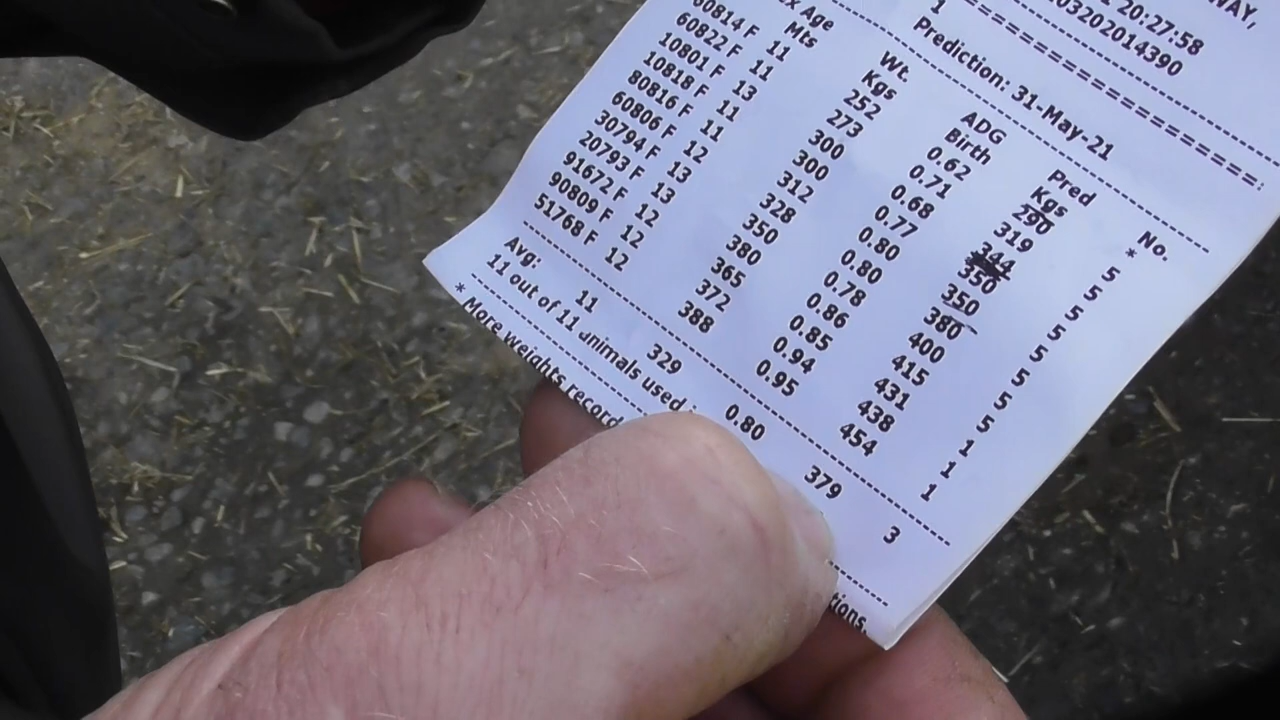 WAY,
20:27:58
03202014390
1
===================
Prediction: 31-May-21
Age Wt. ADG Pred No.
Mts Kgs Birth Kgs *
60814 F 11 252 0.62 290 5
60822 F 11 273 0.71 319 5
10801 F 13 300 0.68 344 5
10818 F 11 300 0.77 350 5
80816 F 11 312 0.80 350 5
60806 F 12 328 0.80 380 5
30794 F 13 350 0.78 400 5
20793 F 13 380 0.86 415 5
91672 F 12 365 0.85 431 1
90809 F 12 372 0.94 438 1
51768 F 12 388 0.95 454 1
Avg: 11 329 0.80 379 3
11 out of 11 animals used :
* More weights record tions.